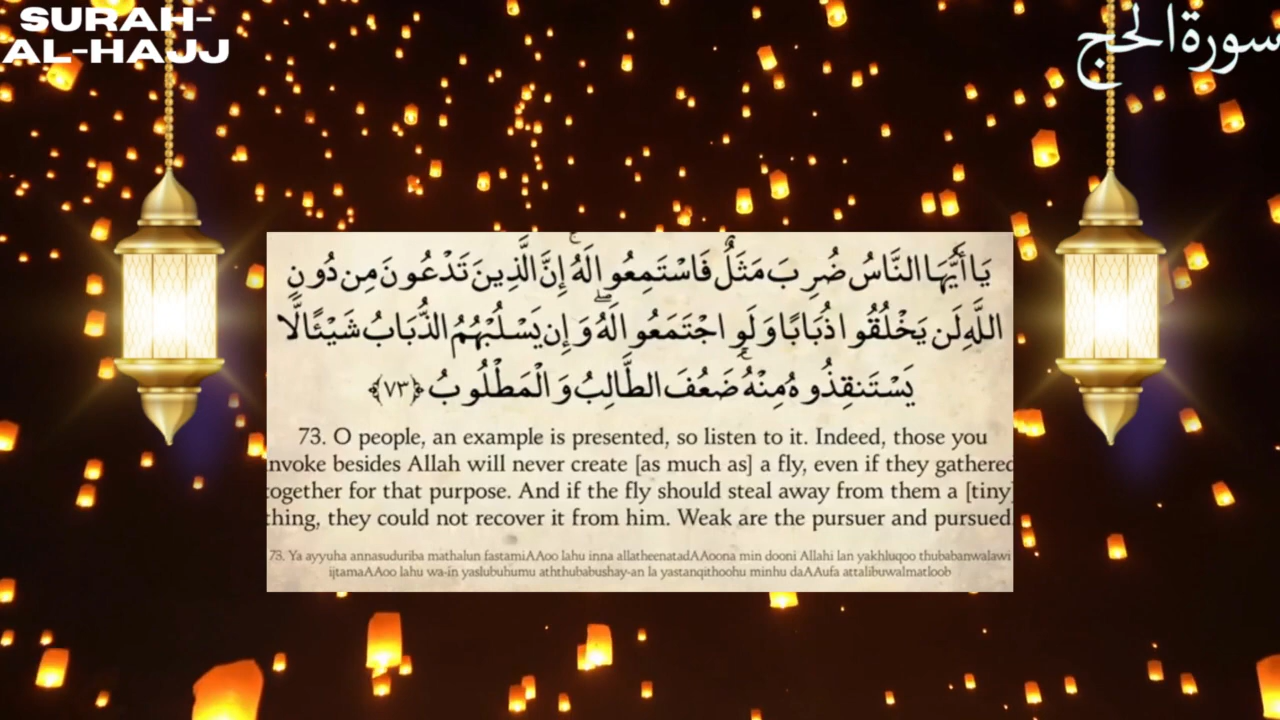 SURAH-
AL-HAJJ
سورة الحج
يَا أَيُّهَا النَّاسُ ضُرِبَ مَثَلٌ فَاسْتَمِعُوا لَهُ ۚ إِنَّ الَّذِينَ تَدْعُونَ مِن دُونِ
اللَّهِ لَن يَخْلُقُوا ذُبَابًا وَلَوِ اجْتَمَعُوا لَهُ ۖ وَإِن يَسْلُبْهُمُ الذُّبَابُ شَيْئًا لَّا
يَسْتَنقِذُوهُ مِنْهُ ۚ ضَعُفَ الطَّالِبُ وَالْمَطْلُوبُ ﴿٧٣﴾
73. O people, an example is presented, so listen to it. Indeed, those you
nvoke besides Allah will never create [as much as] a fly, even if they gathered
ogether for that purpose. And if the fly should steal away from them a [tiny]
hing, they could not recover it from him. Weak are the pursuer and pursued.
73. Ya ayyuha annasuduriba mathalun fastamiAAoo lahu inna allatheenatadAAoona min dooni Allahi lan yakhluqoo thubabanwalawi
ijtamaAAoo lahu wa-in yaslubuhumu aththubabushay-an la yastanqithoohu minhu daAAufa attalibuwalmatloob